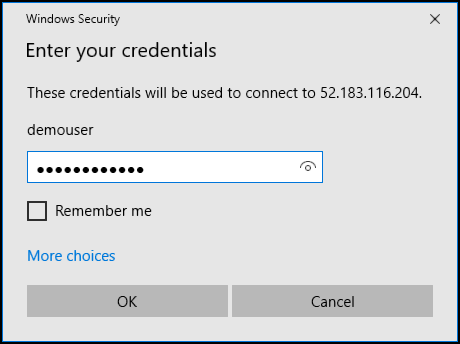 Windows Security
Enter your credentials
These credentials will be used to connect to 52.183.116.204.
demouser
●●●●●●●●●●●●
Remember me
More choices
OK
Cancel